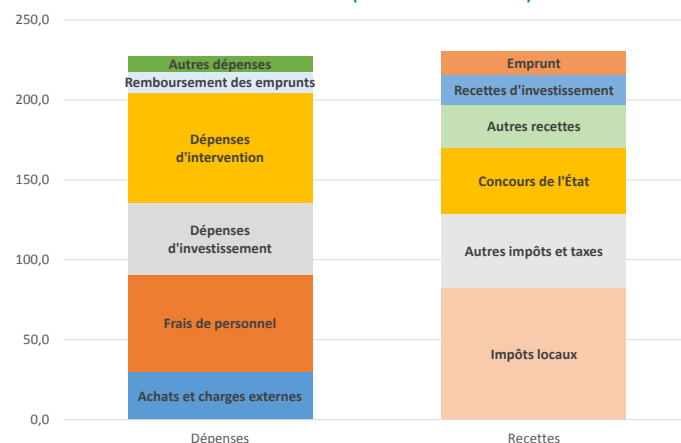 250,0
200,0
150,0
100,0
50,0
0,0
Autres dépenses
Remboursement des emprunts
Dépenses
d'intervention
Dépenses
d'investissement
Frais de personnel
Achats et charges externes
Emprunt
Recettes d'investissement
Autres recettes
Concours de l'État
Autres impôts et taxes
Impôts locaux
Dépenses
Recettes